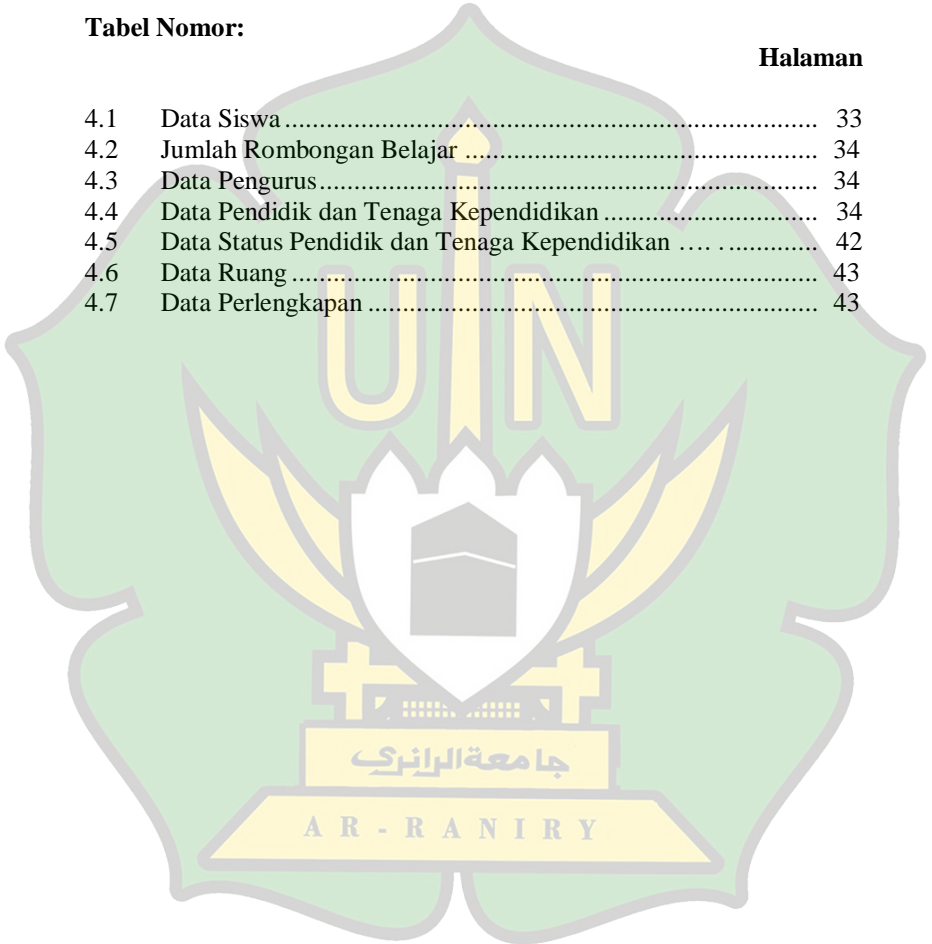 Tabel Nomor:
Halaman
4.1 Data Siswa ........................................................................... 33
4.2 Jumlah Rombongan Belajar .................................................. 34
4.3 Data Pengurus ...................................................................... 34
4.4 Data Pendidik dan Tenaga Kependidikan .............................. 34
4.5 Data Status Pendidik dan Tenaga Kependidikan …. ............. 42
4.6 Data Ruang .......................................................................... 43
4.7 Data Perlengkapan ............................................................... 43
UIN
جامعةالرانري
AR-RANIRY